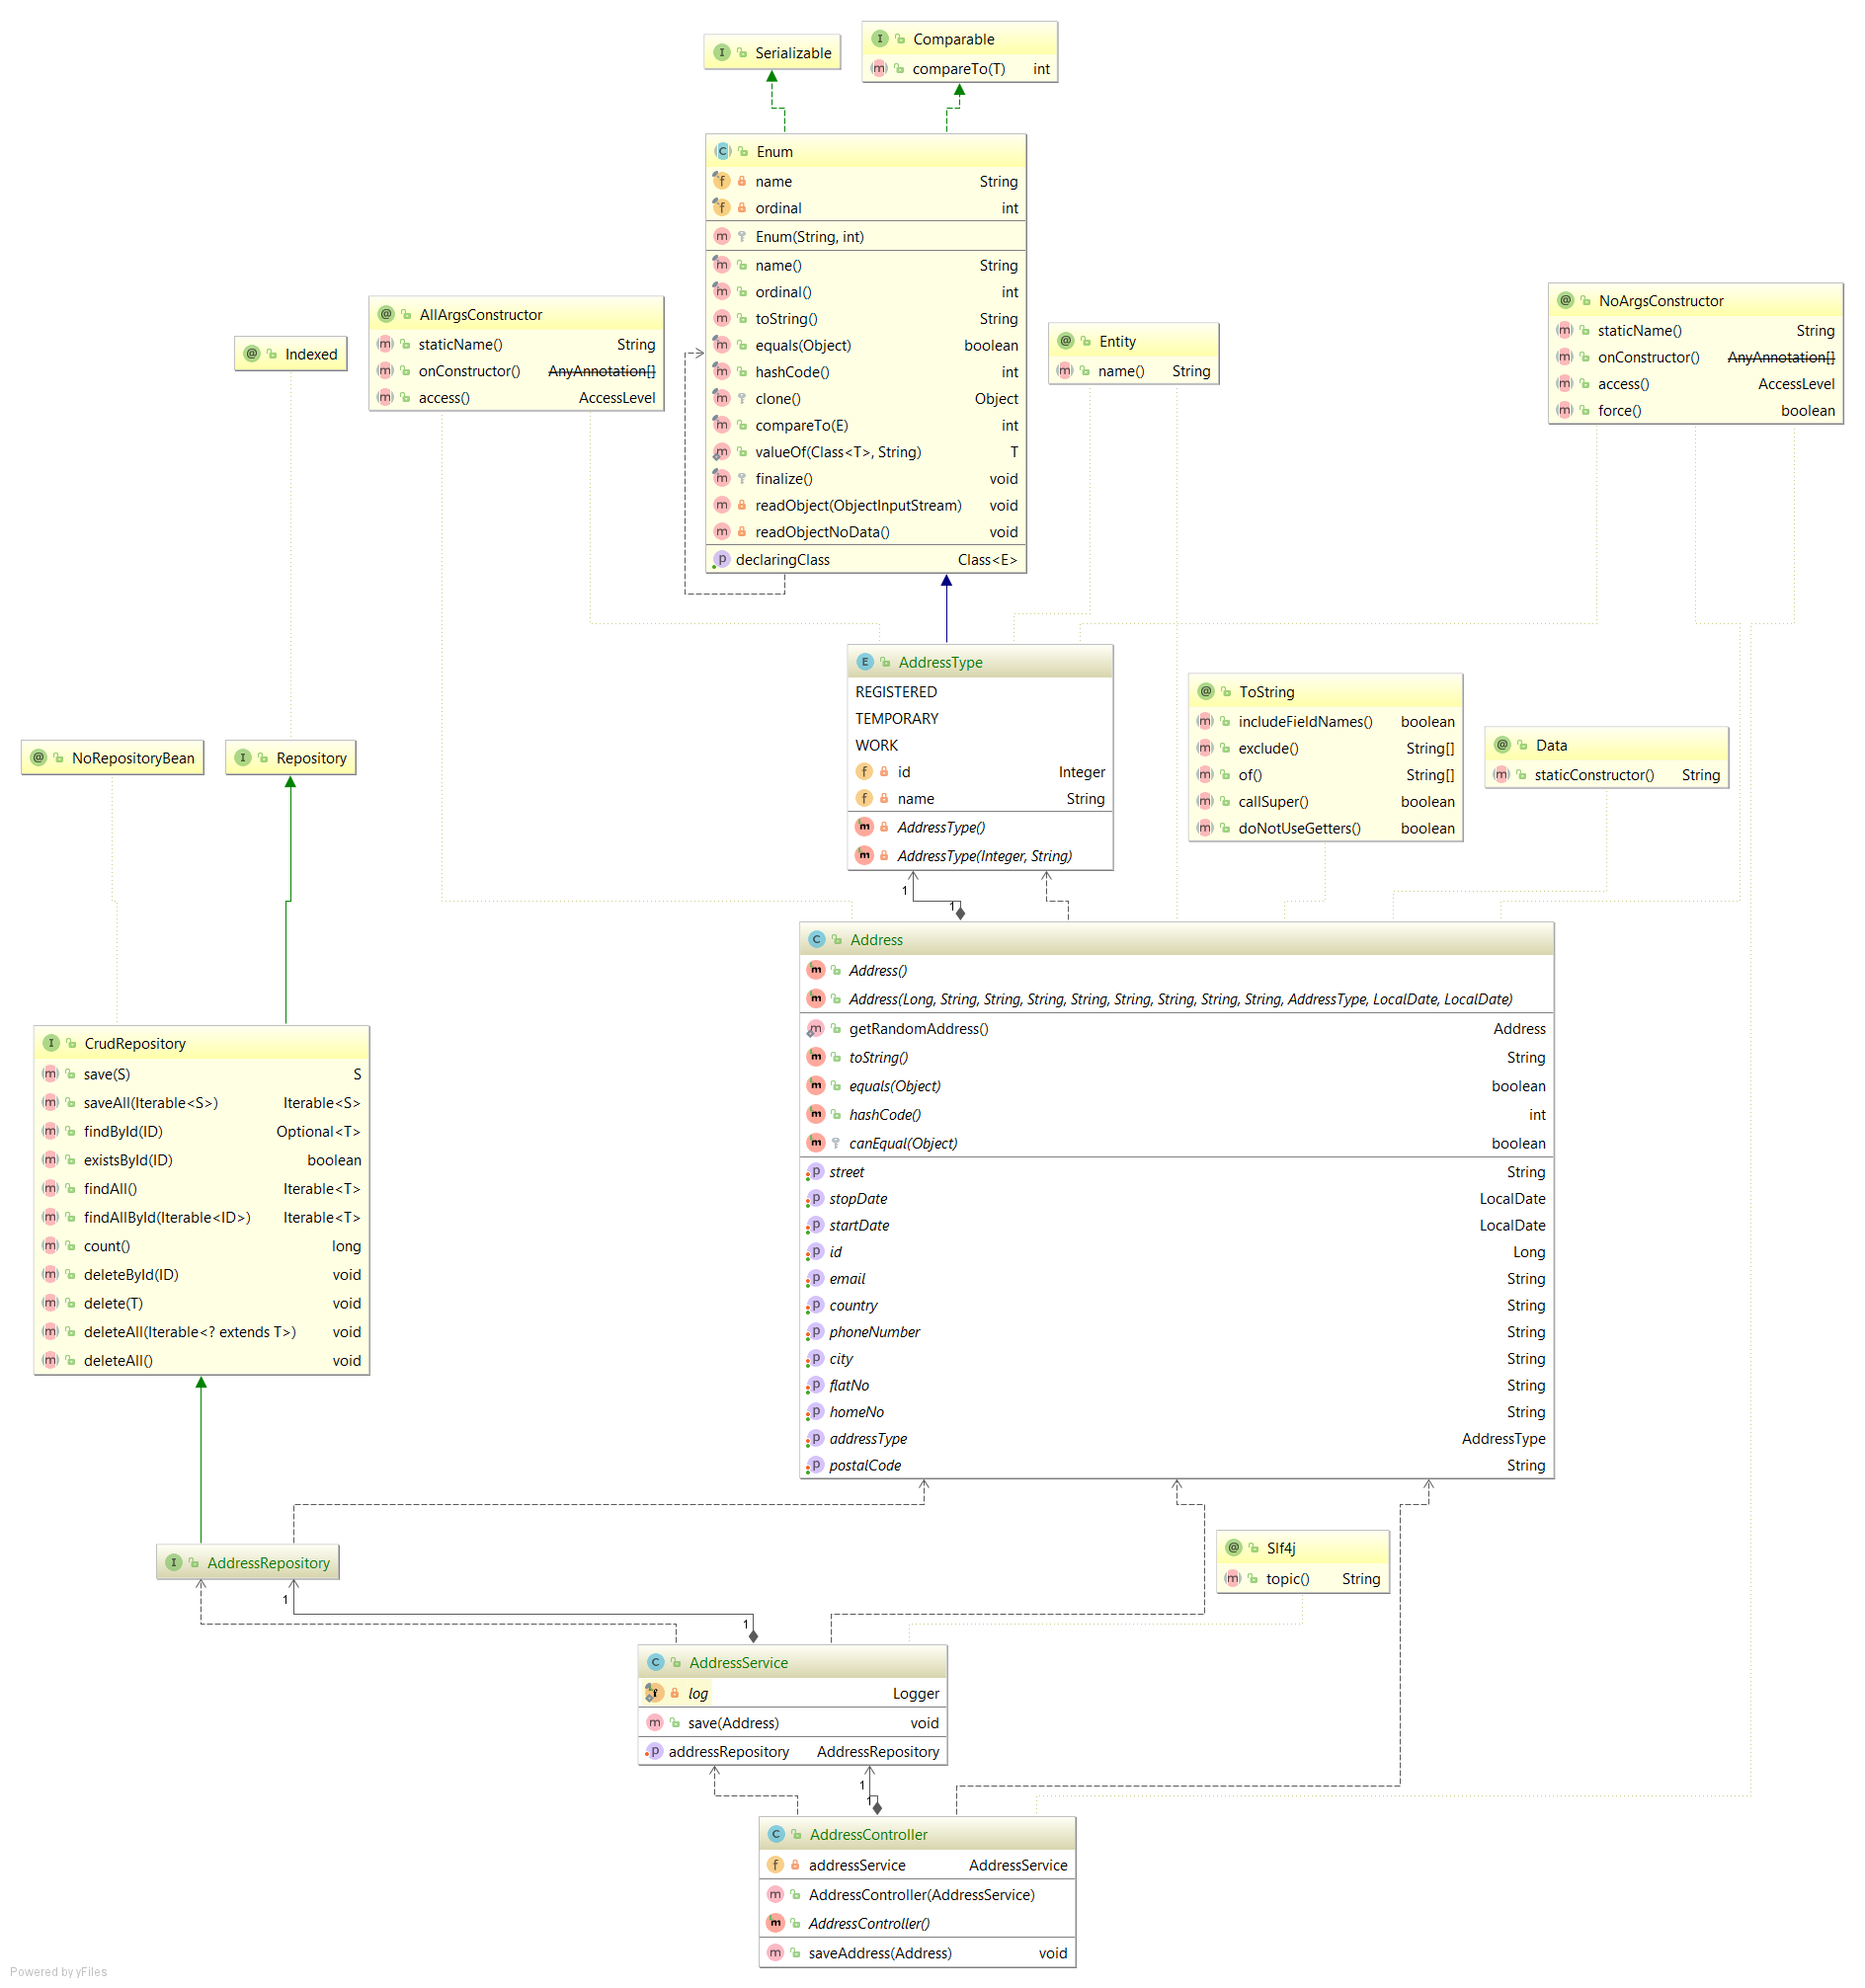 Serializable
Comparable
compareTo(T) int
Enum
name String
ordinal int
Enum(String, int)
name() String
ordinal() int
toString() String
equals(Object) boolean
hashCode() int
clone() Object
compareTo(E) int
valueOf(Class<T>, String) T
finalize() void
readObject(ObjectInputStream) void
readObjectNoData() void
declaringClass Class<E>
AllArgsConstructor
staticName() String
onConstructor() AnyAnnotation[]
access() AccessLevel
Indexed
Entity
name() String
NoArgsConstructor
staticName() String
onConstructor() AnyAnnotation[]
access() AccessLevel
force() boolean
AddressType
REGISTERED
TEMPORARY
WORK
id Integer
name String
AddressType()
AddressType(Integer, String)
ToString
includeFieldNames() boolean
exclude() String[]
of() String[]
callSuper() boolean
doNotUseGetters() boolean
Data
staticConstructor() String
NoRepositoryBean
Repository
1
1
Address
Address()
Address(Long, String, String, String, String, String, String, String, String, AddressType, LocalDate, LocalDate)
getRandomAddress() Address
toString() String
equals(Object) boolean
hashCode() int
canEqual(Object) boolean
street String
stopDate LocalDate
startDate LocalDate
id Long
email String
country String
phoneNumber String
city String
flatNo String
homeNo String
addressType AddressType
postalCode String
CrudRepository
save(S) S
saveAll(Iterable<S>) Iterable<S>
findById(ID) Optional<T>
existsById(ID) boolean
findAll() Iterable<T>
findAllById(Iterable<ID>) Iterable<T>
count() long
deleteById(ID) void
delete(T) void
deleteAll(Iterable<? extends T>) void
deleteAll() void
AddressRepository
Slf4j
topic() String
1
1
AddressService
log Logger
save(Address) void
addressRepository AddressRepository
1
1
AddressController
addressService AddressService
AddressController(AddressService)
AddressController()
saveAddress(Address) void
Powered by yFiles